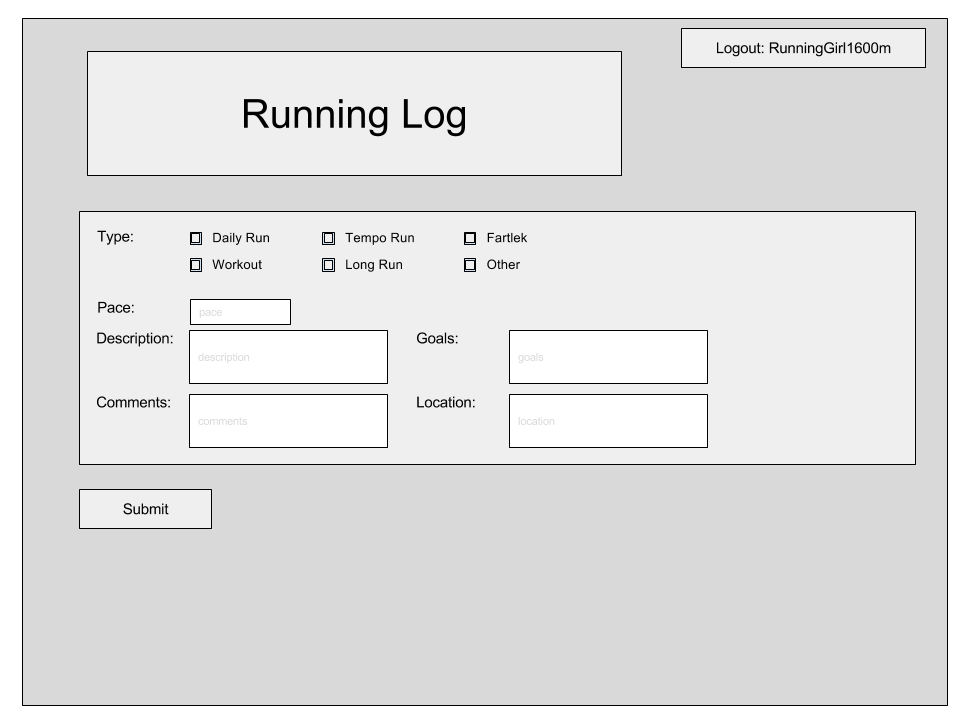 Logout: RunningGirl1600m
Running Log
Type:
Daily Run
Tempo Run
Fartlek
Workout
Long Run
Other
Pace:
pace
Description:
description
Goals:
goals
Comments:
comments
Location:
location
Submit